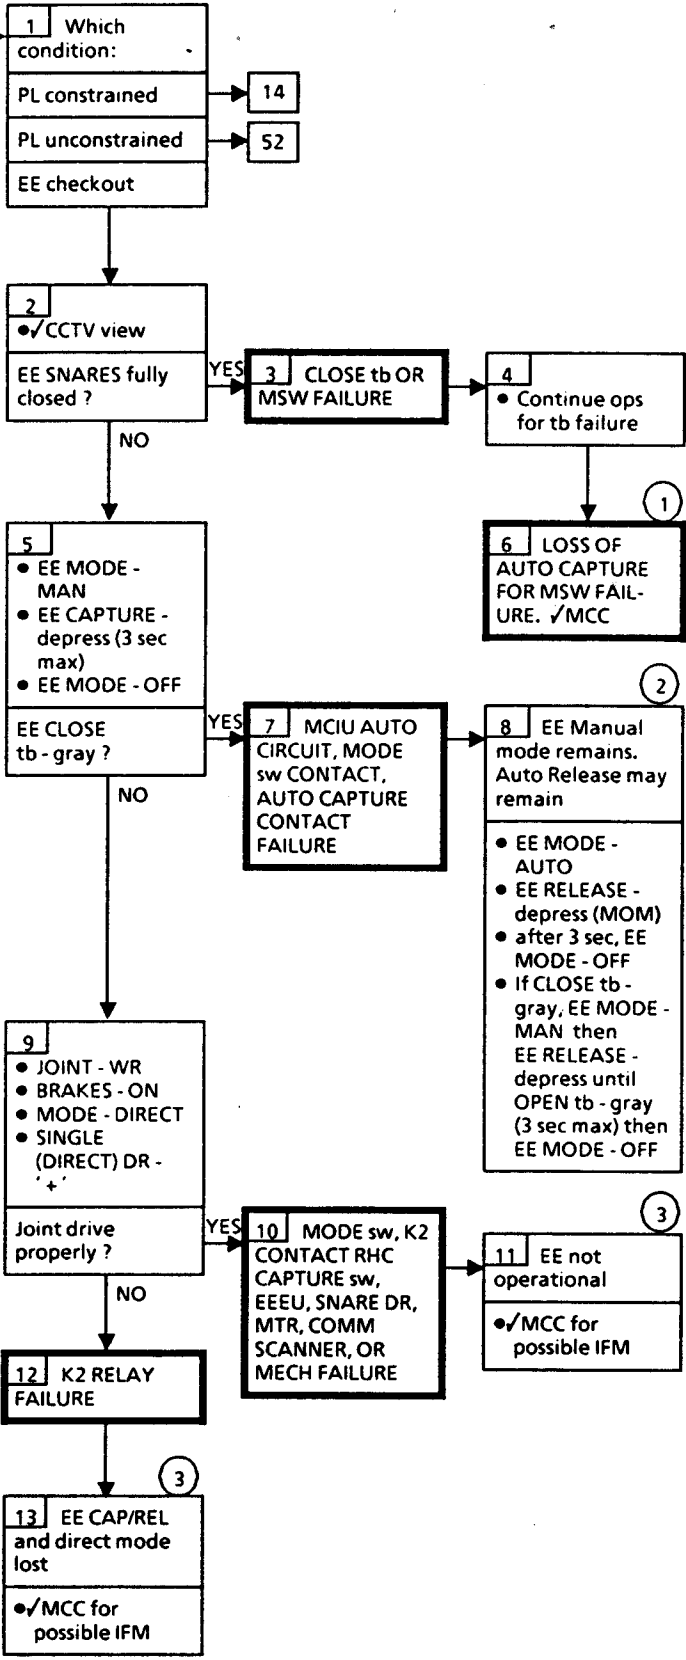 1 Which
condition:
PL constrained
14
PL unconstrained
52
EE checkout
2
●✓CCTV view
EE SNARES fully
closed ?
YES
NO
3 CLOSE tb OR
MSW FAILURE
4
● Continue ops
for tb failure
1
6 LOSS OF
AUTO CAPTURE
FOR MSW FAIL-
URE. ✓MCC
5
● EE MODE -
MAN
● EE CAPTURE -
depress (3 sec
max)
● EE MODE - OFF
EE CLOSE
tb - gray ?
YES
NO
7 MCIU AUTO
CIRCUIT, MODE
sw CONTACT,
AUTO CAPTURE
CONTACT
FAILURE
2
8 EE Manual
mode remains.
Auto Release may
remain
● EE MODE -
AUTO
● EE RELEASE -
depress (MOM)
● after 3 sec, EE
MODE - OFF
● If CLOSE tb -
gray, EE MODE -
MAN then
EE RELEASE -
depress until
OPEN tb - gray
(3 sec max) then
EE MODE - OFF
9
● JOINT - WR
● BRAKES - ON
● MODE - DIRECT
● SINGLE
(DIRECT) DR -
'+'
Joint drive
properly ?
YES
NO
10 MODE sw, K2
CONTACT RHC
CAPTURE sw,
EEEU, SNARE DR,
MTR, COMM
SCANNER, OR
MECH FAILURE
3
11 EE not
operational
●✓MCC for
possible IFM
12 K2 RELAY
FAILURE
3
13 EE CAP/REL
and direct mode
lost
●✓MCC for
possible IFM